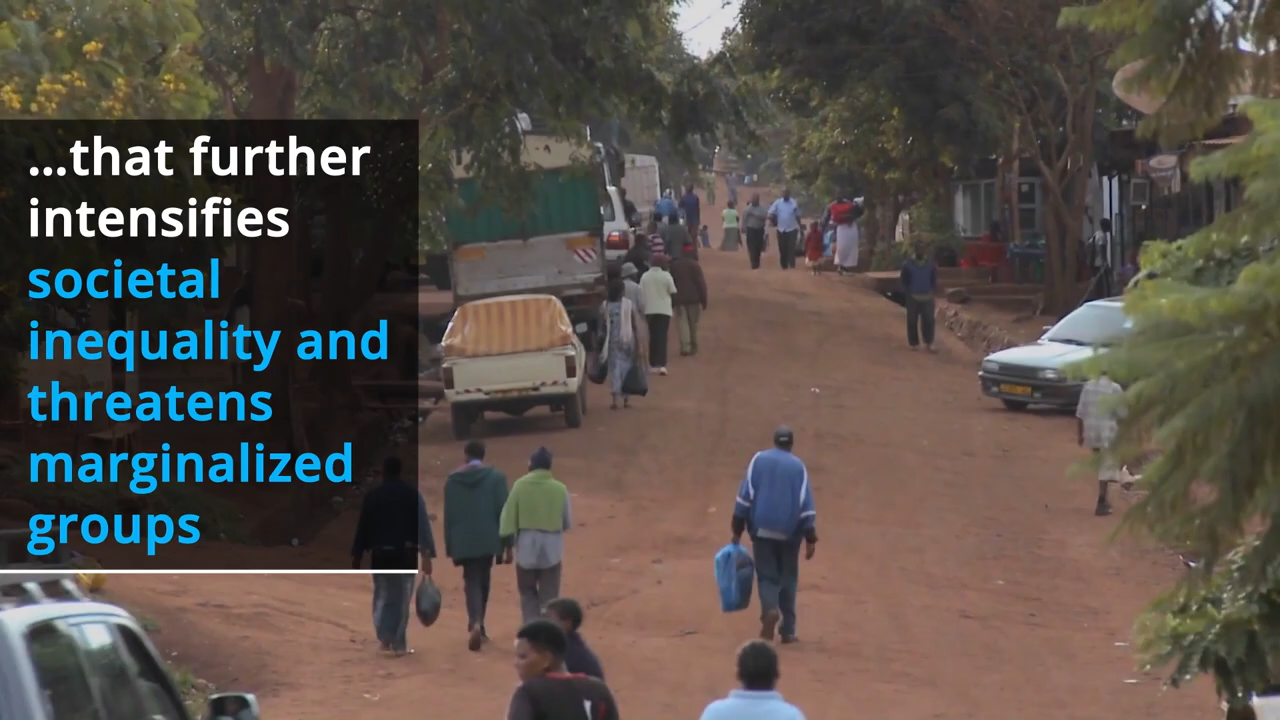 ...that further
intensifies
societal
inequality and
threatens
marginalized
groups